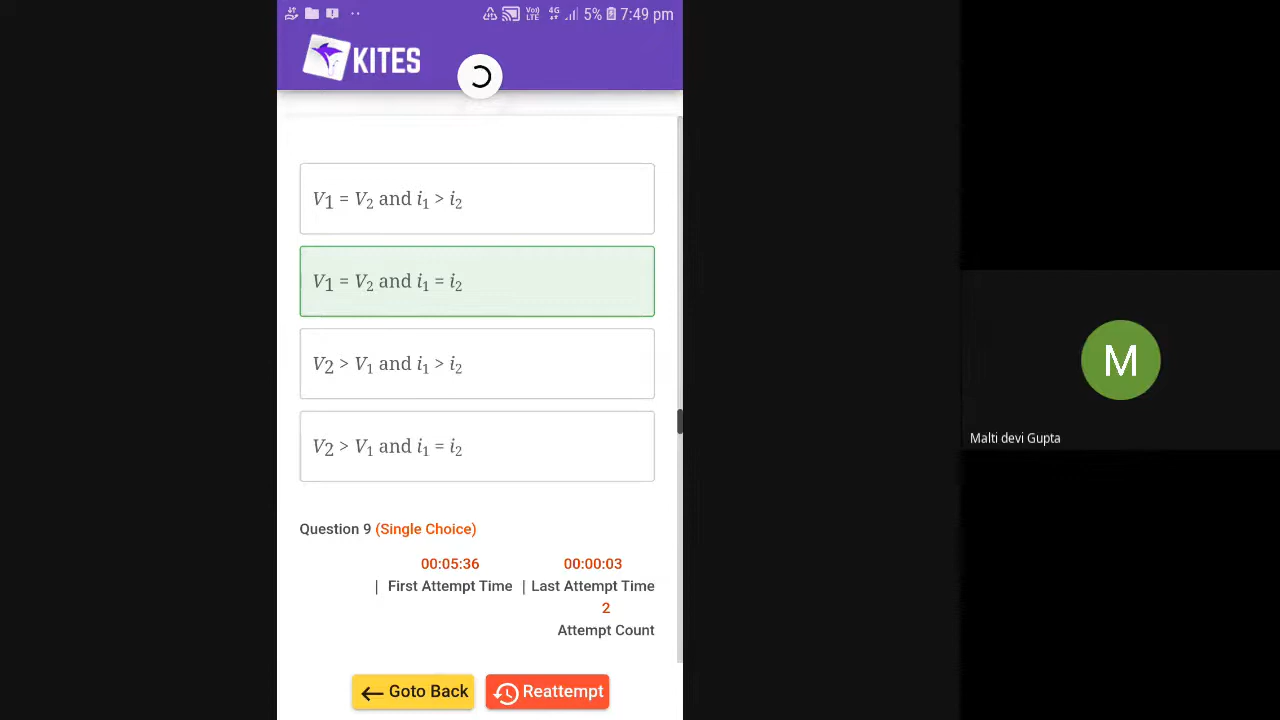 5% 7:49 pm
KITES
V1 = V2 and i1 > i2
V1 = V2 and i1 = i2
V2 > V1 and i1 > i2
V2 > V1 and i1 = i2
Question 9 (Single Choice)
00:05:36 00:00:03
| First Attempt Time | Last Attempt Time
2
Attempt Count
← Goto Back Reattempt
M
Malti devi Gupta